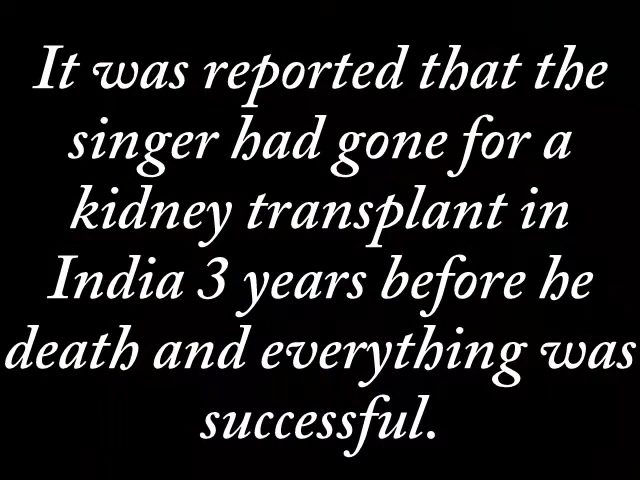 It was reported that the
singer had gone for a
kidney transplant in
India 3 years before he
death and everything was
successful.